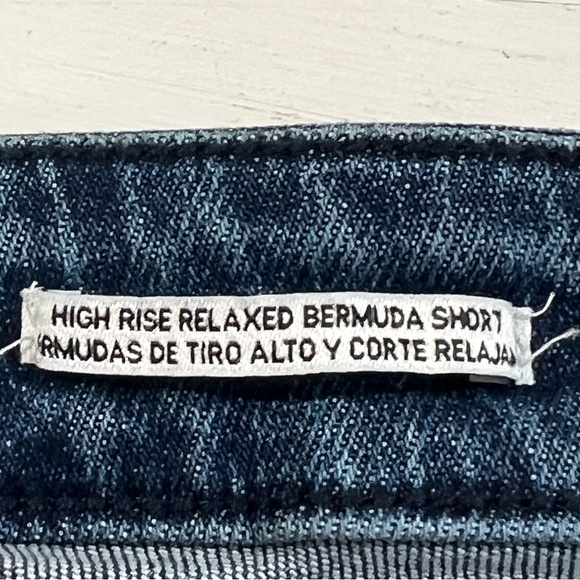 HIGH RISE RELAXED BERMUDA SHORT
RMUDAS DE TIRO ALTO Y CORTE RELAJA